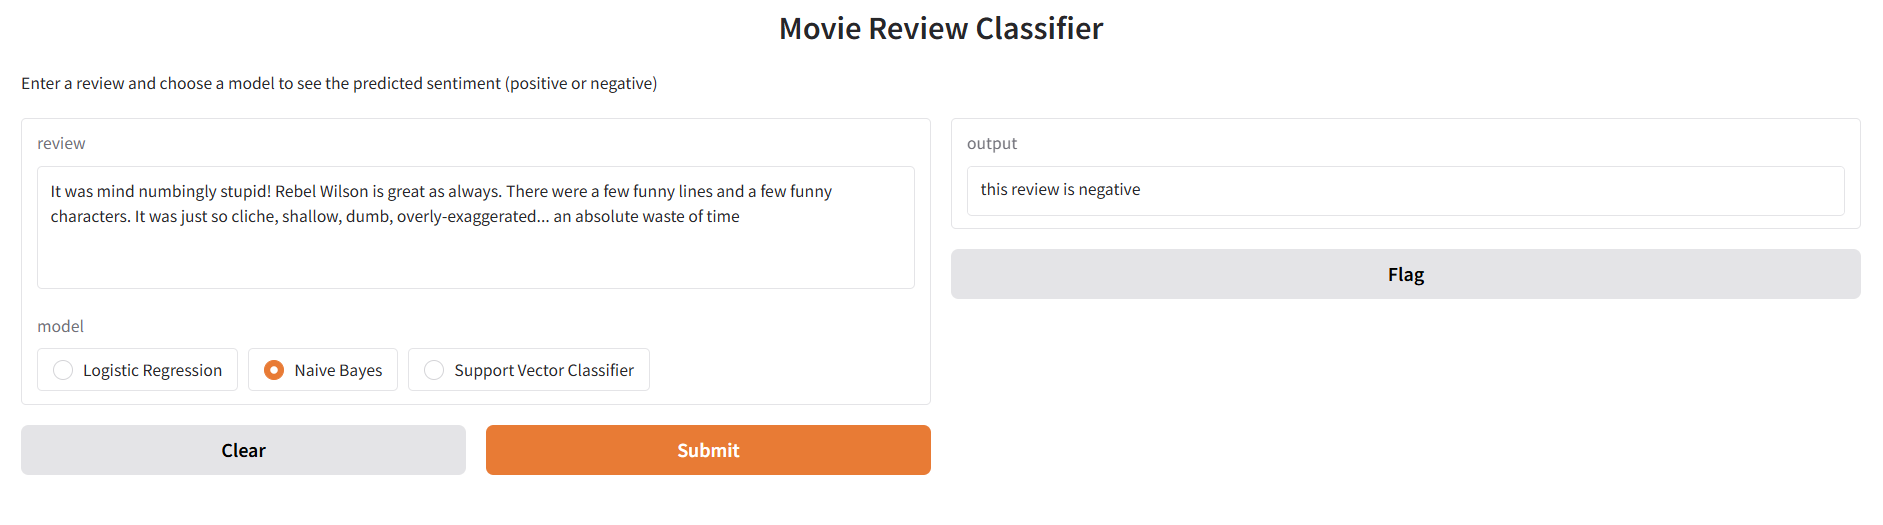 Movie Review Classifier
Enter a review and choose a model to see the predicted sentiment (positive or negative)
review
It was mind numbingly stupid! Rebel Wilson is great as always. There were a few funny lines and a few funny
characters. It was just so cliche, shallow, dumb, overly-exaggerated... an absolute waste of time
model
Logistic Regression
Naive Bayes
Support Vector Classifier
Clear
Submit
output
this review is negative
Flag